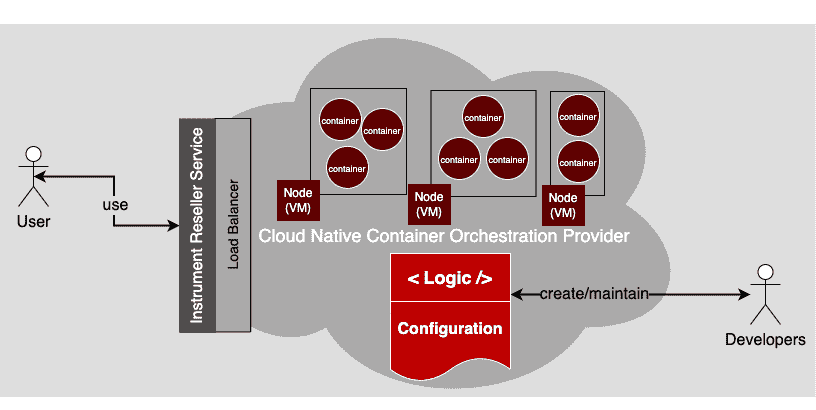 container
container
container
container
container
container
container
container
Node
(VM)
Node
(VM)
Node
(VM)
User
use
Instrument Reseller Service
Load Balancer
Cloud Native Container Orchestration Provider
< Logic />
Configuration
create/maintain
Developers